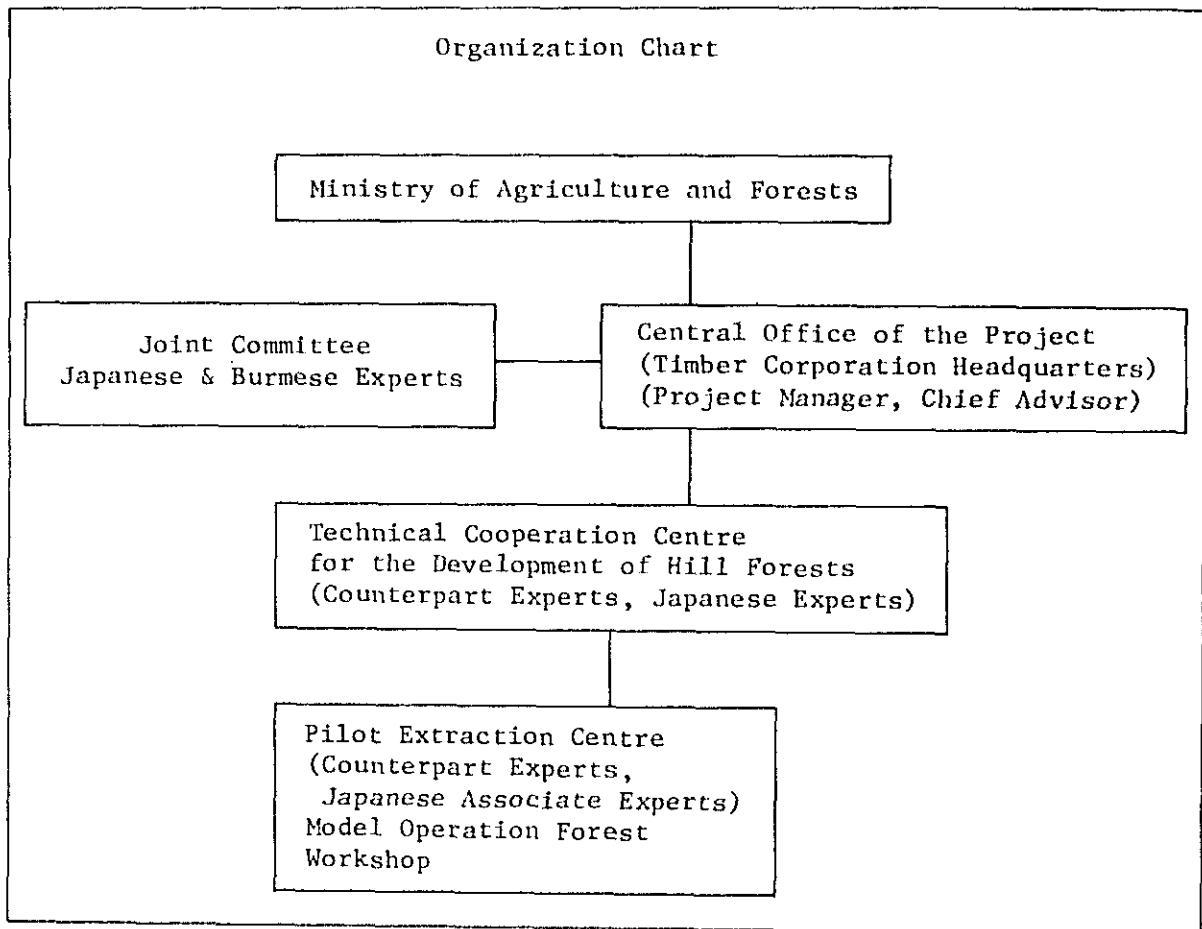 Organization Chart
Ministry of Agriculture and Forests
Joint Committee
Japanese & Burmese Experts
Central Office of the Project
(Timber Corporation Headquarters)
(Project Manager, Chief Advisor)
Technical Cooperation Centre
for the Development of Hill Forests
(Counterpart Experts, Japanese Experts)
Pilot Extraction Centre
(Counterpart Experts,
Japanese Associate Experts)
Model Operation Forest
Workshop